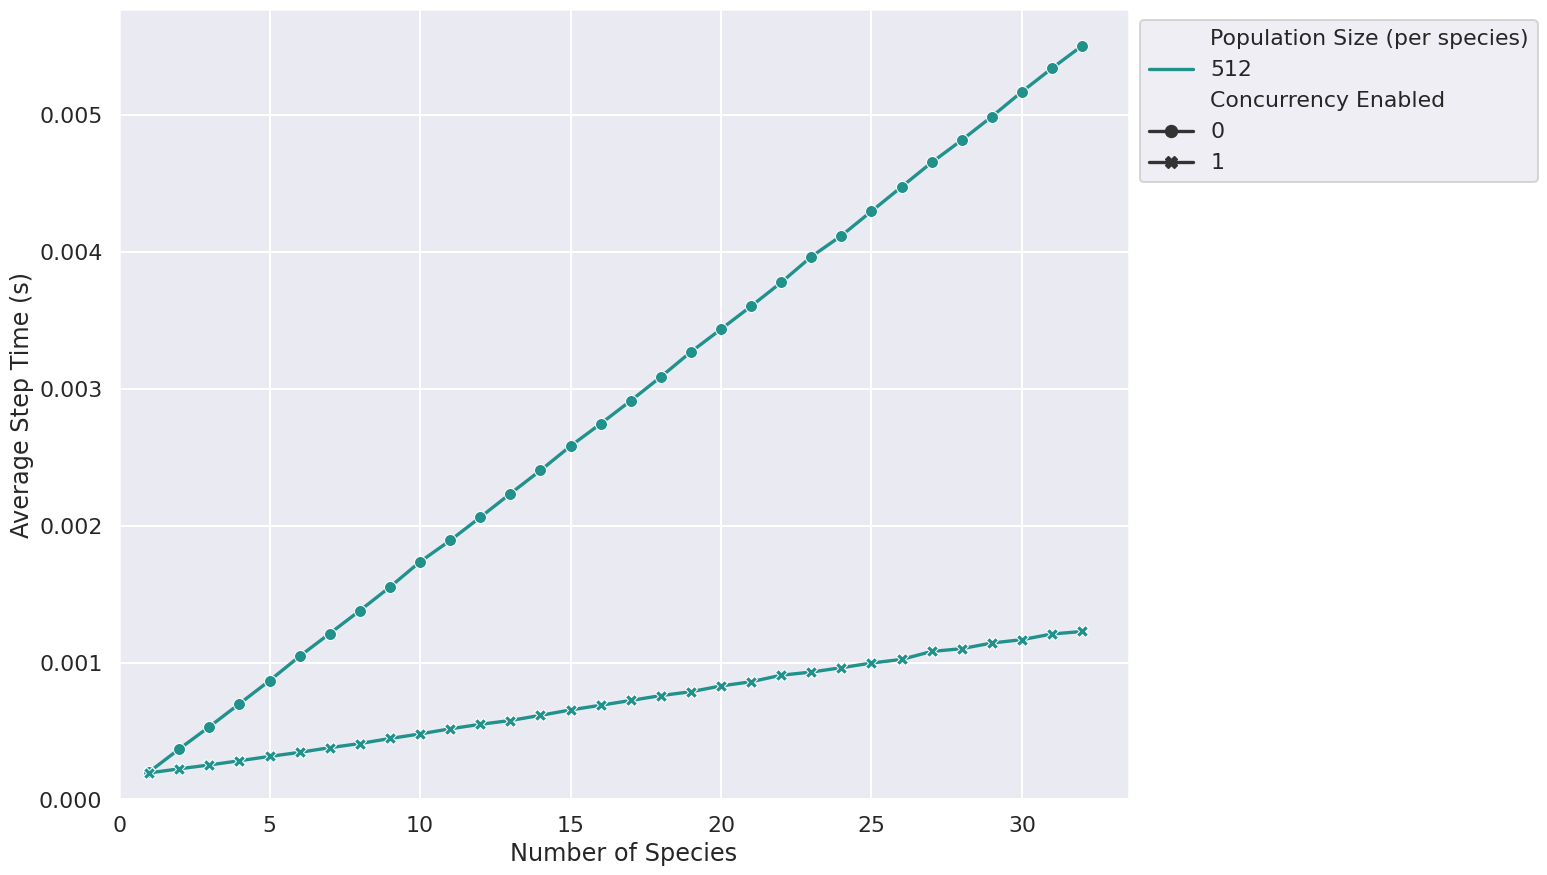 Average Step Time (s)
0.005
0.004
0.003
0.002
0.001
0.000
0 5 10 15 20 25 30
Number of Species
Population Size (per species)
512
Concurrency Enabled
0
1